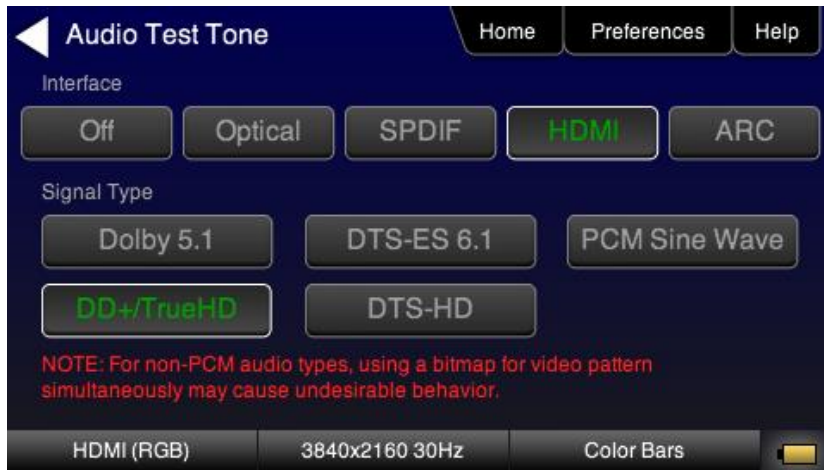 Audio Test Tone
Home
Preferences
Help
Interface
Off
Optical
SPDIF
HDMI
ARC
Signal Type
Dolby 5.1
DTS-ES 6.1
PCM Sine Wave
DD+/TrueHD
DTS-HD
NOTE: For non-PCM audio types, using a bitmap for video pattern
simultaneously may cause undesirable behavior.
HDMI (RGB)
3840x2160 30Hz
Color Bars